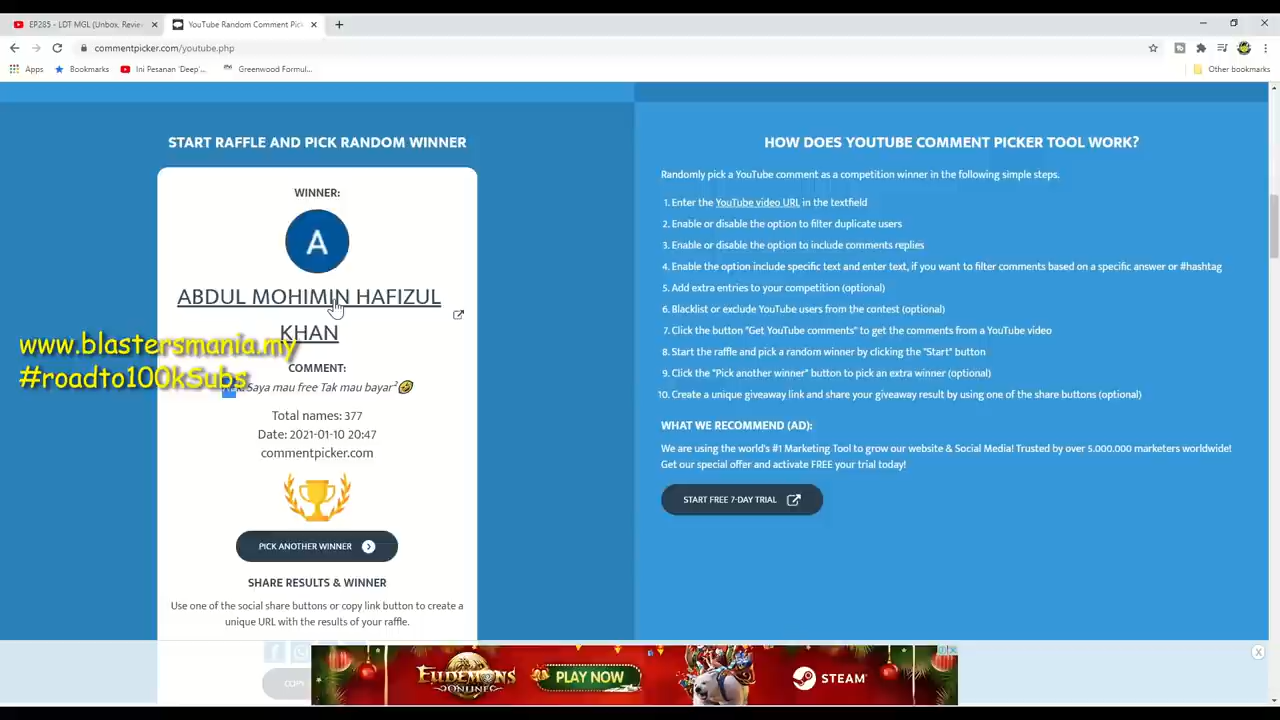 EP285 - LDT MGL (Unbox, Revie
YouTube Random Comment Pick
commentpicker.com/youtube.php
Apps
Bookmarks
Ini Pesanan 'Deep'...
Greenwood Formul...
Other bookmarks
START RAFFLE AND PICK RANDOM WINNER
WINNER:
A
ABDUL MOHIMIN HAFIZUL
KHAN
www.blastersmania.my
#roadto100kSubs
COMMENT:
Saya mau free Tak mau bayar²
Total names: 377
Date: 2021-01-10 20:47
commentpicker.com
PICK ANOTHER WINNER
SHARE RESULTS & WINNER
Use one of the social share buttons or copy link button to create a
unique URL with the results of your raffle.
COPY
HOW DOES YOUTUBE COMMENT PICKER TOOL WORK?
Randomly pick a YouTube comment as a competition winner in the following simple steps.
1. Enter the YouTube video URL in the textfield
2. Enable or disable the option to filter duplicate users
3. Enable or disable the option to include comments replies
4. Enable the option include specific text and enter text, if you want to filter comments based on a specific answer or #hashtag
5. Add extra entries to your competition (optional)
6. Blacklist or exclude YouTube users from the contest (optional)
7. Click the button "Get YouTube comments" to get the comments from a YouTube video
8. Start the raffle and pick a random winner by clicking the "Start" button
9. Click the "Pick another winner" button to pick an extra winner (optional)
10. Create a unique giveaway link and share your giveaway result by using one of the share buttons (optional)
WHAT WE RECOMMEND (AD):
We are using the world's #1 Marketing Tool to grow our website & Social Media! Trusted by over 5.000.000 marketers worldwide!
Get our special offer and activate FREE your trial today!
START FREE 7-DAY TRIAL
EUDEMONS
ONLINE
PLAY NOW
STEAM
X